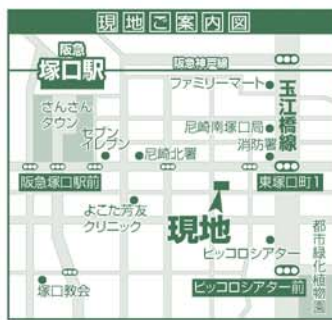 現地ご案内図
阪急
塚口駅
阪急神戸線
ファミリーマート
玉江橋線
さんさん
タウン
セブン
イレブン
尼崎南塚口局
消防署
尼崎北署
阪急塚口駅前
東塚口町1
よこた芳友
クリニック
現地
ピッコロシアター
都市緑化植物園
塚口教会
ピッコロシアター前